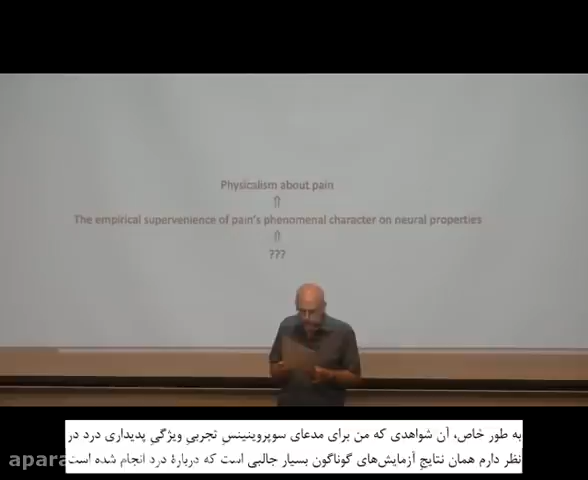 Physicalism about pain
⇑
The empirical supervenience of pain's phenomenal character on neural properties
⇑
???
به طور خاص، آن شواهدی که من برای مدعای سوپروینینس تجربیِ ویژگیِ پدیداری درد در
نظر دارم همان نتایجِ آزمایش‌های گوناگون بسیار جالبی است که دربارهٔ درد انجام شده است
apara